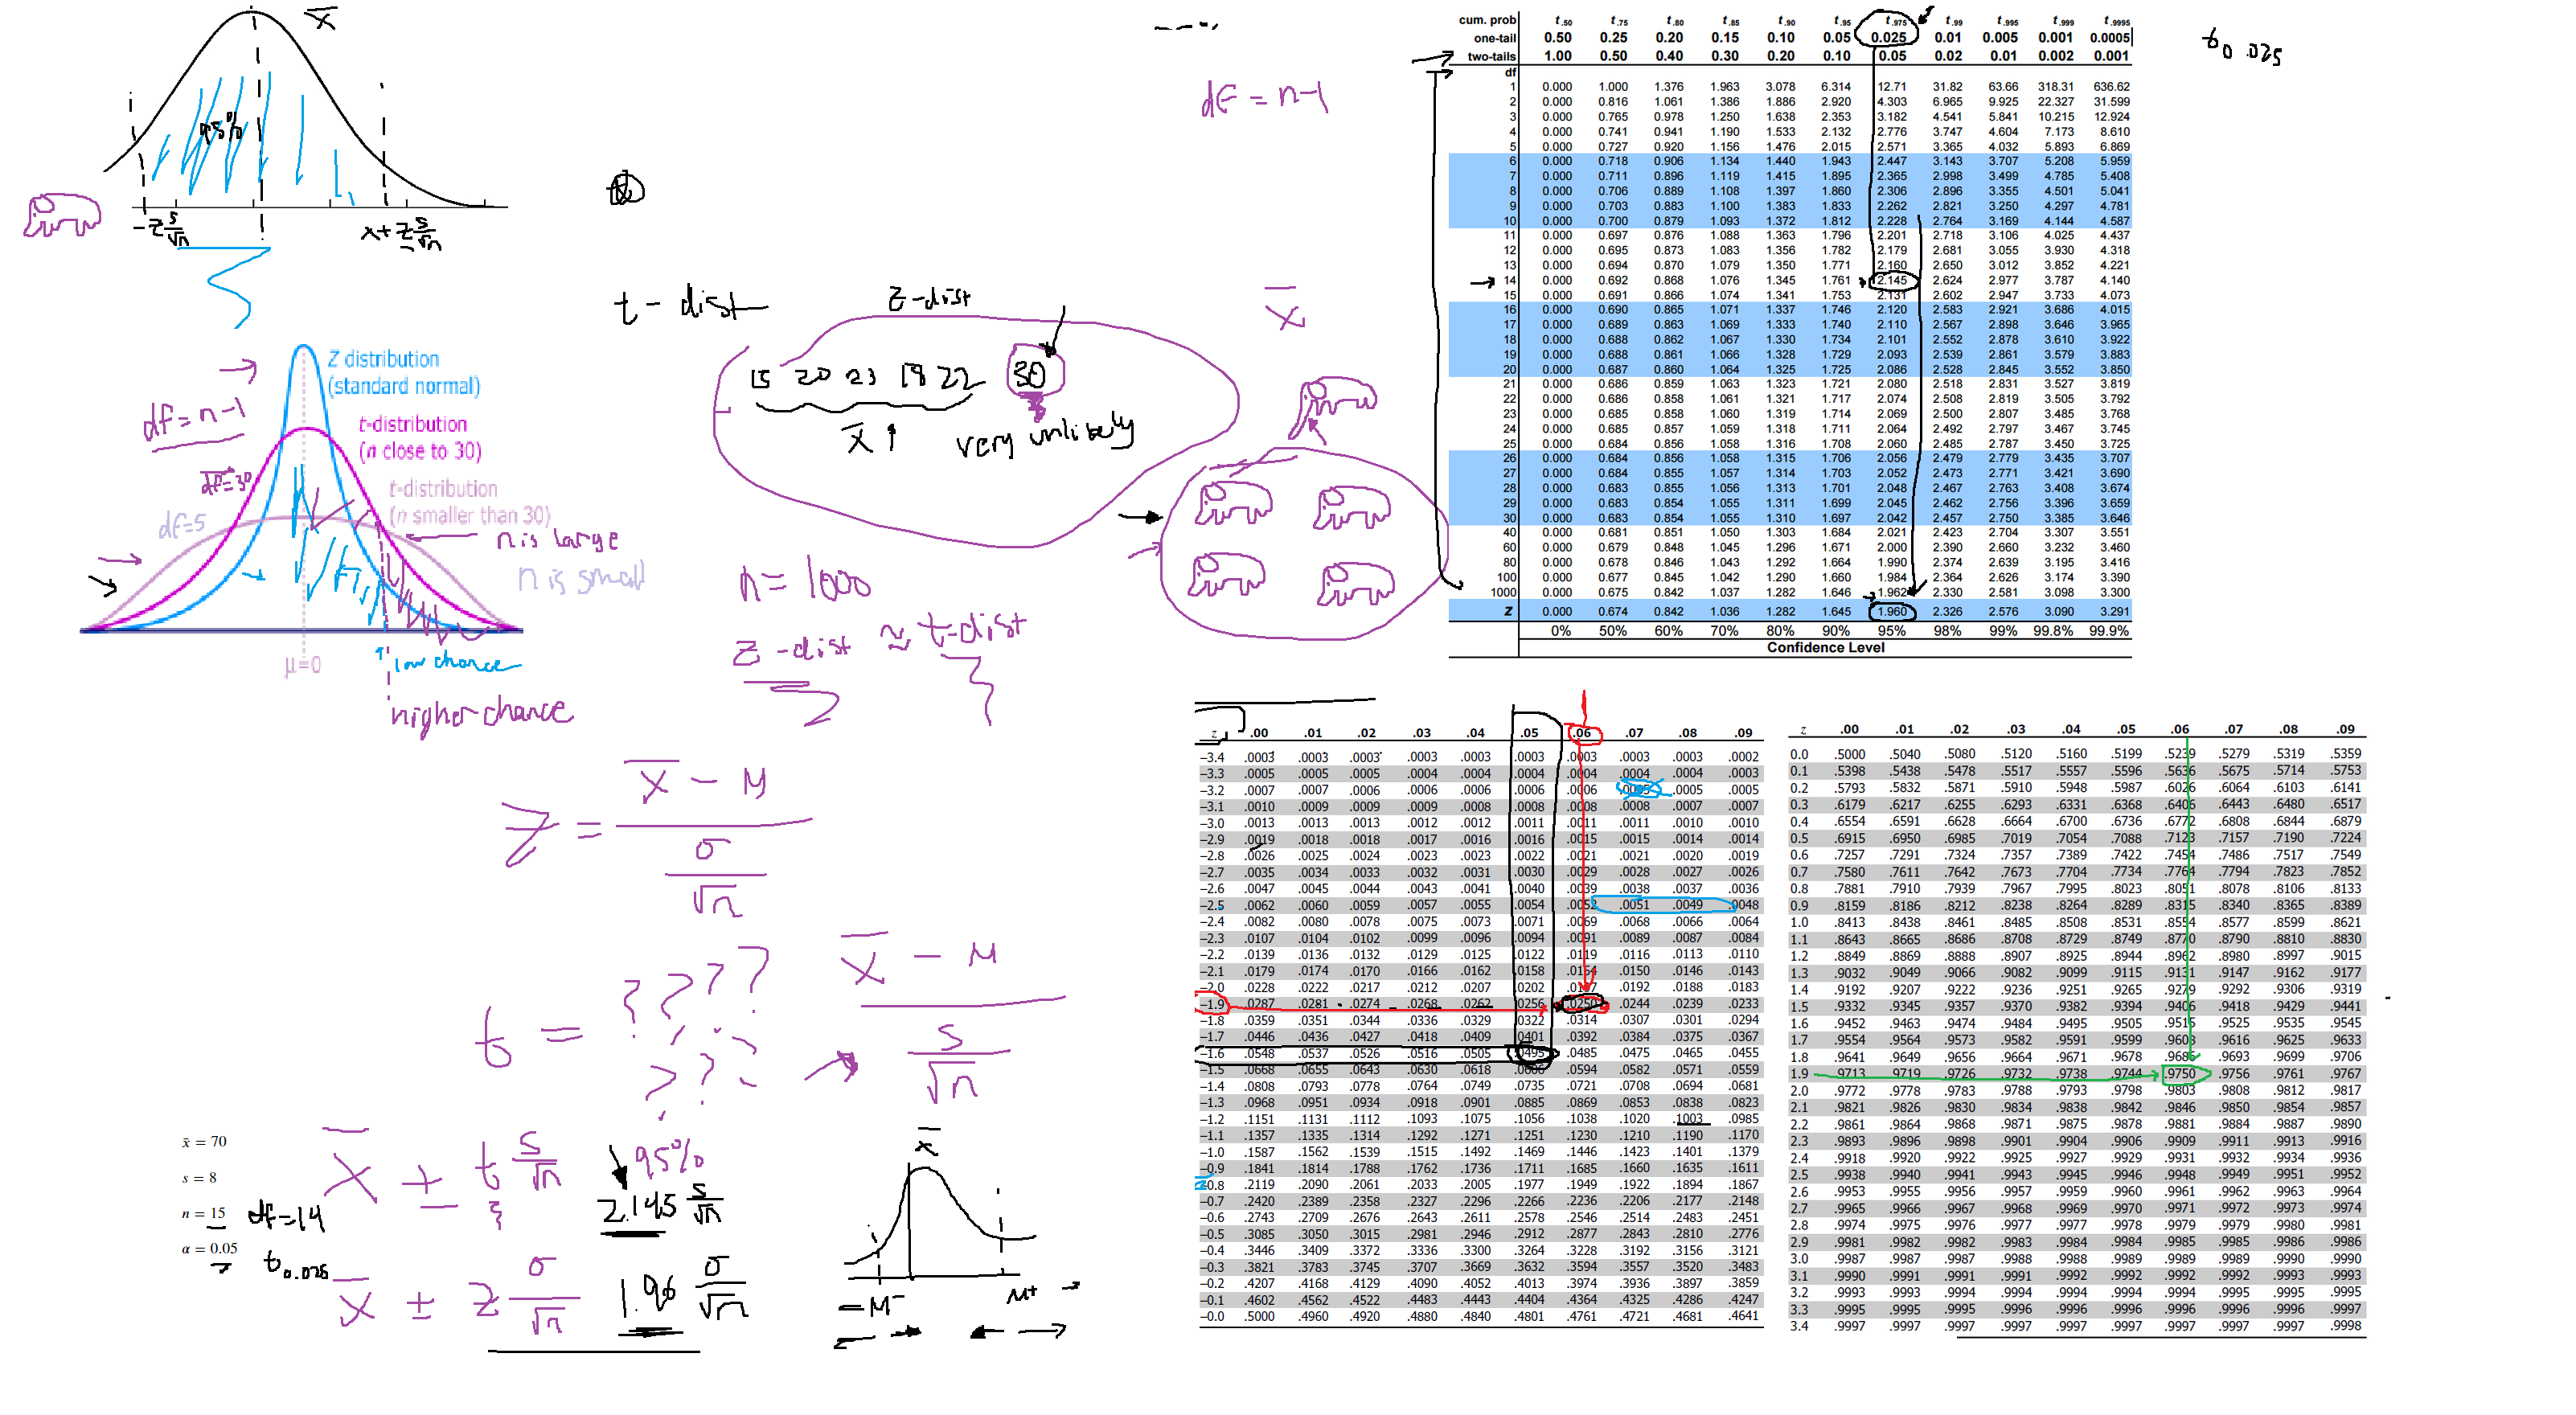 x̄
95%
-z s/√n
x+z s/√n
df = n-1
t-dist
z-dist
15 20 23 18 22 30
x̄
very unlikely
x̄
Z distribution
(standard normal)
t-distribution
(n close to 30)
t-distribution
(n smaller than 30)
df=n-1
df=30
df=5
n is large
n is small
μ=0
low chance
higher chance
n = 1000
z-dist ≈ t-dist
z = (x̄ - M) / (σ/√n)
t = ? ? ? ?
(x̄ - M) / (s/√n)
x̄ = 70
s = 8
n = 15
df=14
α = 0.05
t0.025
x̄ ± t s/√n
95%
2.145 s/√n
x̄ ± z σ/√n
1.96 σ/√n
x̄
M-
M+
t0.025
cum. prob t.50 t.75 t.80 t.85 t.90 t.95 t.975 t.99 t.995 t.999 t.9995
one-tail 0.50 0.25 0.20 0.15 0.10 0.05 0.025 0.01 0.005 0.001 0.0005
two-tails 1.00 0.50 0.40 0.30 0.20 0.10 0.05 0.02 0.01 0.002 0.001
df
1 0.000 1.000 1.376 1.963 3.078 6.314 12.71 31.82 63.66 318.31 636.62
2 0.000 0.816 1.061 1.386 1.886 2.920 4.303 6.965 9.925 22.327 31.599
3 0.000 0.765 0.978 1.250 1.638 2.353 3.182 4.541 5.841 10.215 12.924
4 0.000 0.741 0.941 1.190 1.533 2.132 2.776 3.747 4.604 7.173 8.610
5 0.000 0.727 0.920 1.156 1.476 2.015 2.571 3.365 4.032 5.893 6.869
6 0.000 0.718 0.906 1.134 1.440 1.943 2.447 3.143 3.707 5.208 5.959
7 0.000 0.711 0.896 1.119 1.415 1.895 2.365 2.998 3.499 4.785 5.408
8 0.000 0.706 0.889 1.108 1.397 1.860 2.306 2.896 3.355 4.501 5.041
9 0.000 0.703 0.883 1.100 1.383 1.833 2.262 2.821 3.250 4.297 4.781
10 0.000 0.700 0.879 1.093 1.372 1.812 2.228 2.764 3.169 4.144 4.587
11 0.000 0.697 0.876 1.088 1.363 1.796 2.201 2.718 3.106 4.025 4.437
12 0.000 0.695 0.873 1.083 1.356 1.782 2.179 2.681 3.055 3.930 4.318
13 0.000 0.694 0.870 1.079 1.350 1.771 2.160 2.650 3.012 3.852 4.221
14 0.000 0.692 0.868 1.076 1.345 1.761 2.145 2.624 2.977 3.787 4.140
15 0.000 0.691 0.866 1.074 1.341 1.753 2.131 2.602 2.947 3.733 4.073
16 0.000 0.690 0.865 1.071 1.337 1.746 2.120 2.583 2.921 3.686 4.015
17 0.000 0.689 0.863 1.069 1.333 1.740 2.110 2.567 2.898 3.646 3.965
18 0.000 0.688 0.862 1.067 1.330 1.734 2.101 2.552 2.878 3.610 3.922
19 0.000 0.688 0.861 1.066 1.328 1.729 2.093 2.539 2.861 3.579 3.883
20 0.000 0.687 0.860 1.064 1.325 1.725 2.086 2.528 2.845 3.552 3.850
21 0.000 0.686 0.859 1.063 1.323 1.721 2.080 2.518 2.831 3.527 3.819
22 0.000 0.686 0.858 1.061 1.321 1.717 2.074 2.508 2.819 3.505 3.792
23 0.000 0.685 0.858 1.060 1.319 1.714 2.069 2.500 2.807 3.485 3.768
24 0.000 0.685 0.857 1.059 1.318 1.711 2.064 2.492 2.797 3.467 3.745
25 0.000 0.684 0.856 1.058 1.316 1.708 2.060 2.485 2.787 3.450 3.725
26 0.000 0.684 0.856 1.058 1.315 1.706 2.056 2.479 2.779 3.435 3.707
27 0.000 0.684 0.855 1.057 1.314 1.703 2.052 2.473 2.771 3.421 3.690
28 0.000 0.683 0.855 1.056 1.313 1.701 2.048 2.467 2.763 3.408 3.674
29 0.000 0.683 0.854 1.055 1.311 1.699 2.045 2.462 2.756 3.396 3.659
30 0.000 0.683 0.854 1.055 1.310 1.697 2.042 2.457 2.750 3.385 3.646
40 0.000 0.681 0.851 1.050 1.303 1.684 2.021 2.423 2.704 3.307 3.551
60 0.000 0.679 0.848 1.045 1.296 1.671 2.000 2.390 2.660 3.232 3.460
80 0.000 0.678 0.846 1.043 1.292 1.664 1.990 2.374 2.639 3.195 3.416
100 0.000 0.677 0.845 1.042 1.290 1.660 1.984 2.364 2.626 3.174 3.390
1000 0.000 0.675 0.842 1.037 1.282 1.646 1.962 2.330 2.581 3.098 3.300
Z 0.000 0.674 0.842 1.036 1.282 1.645 1.960 2.326 2.576 3.090 3.291
0% 50% 60% 70% 80% 90% 95% 98% 99% 99.8% 99.9%
Confidence Level
z .00 .01 .02 .03 .04 .05 .06 .07 .08 .09
−3.4 .0003 .0003 .0003 .0003 .0003 .0003 .0003 .0003 .0003 .0002
−3.3 .0005 .0005 .0005 .0004 .0004 .0004 .0004 .0004 .0004 .0003
−3.2 .0007 .0007 .0006 .0006 .0006 .0006 .0006 .0005 .0005 .0005
−3.1 .0010 .0009 .0009 .0009 .0008 .0008 .0008 .0008 .0007 .0007
−3.0 .0013 .0013 .0013 .0012 .0012 .0011 .0011 .0011 .0010 .0010
−2.9 .0019 .0018 .0018 .0017 .0016 .0016 .0015 .0015 .0014 .0014
−2.8 .0026 .0025 .0024 .0023 .0023 .0022 .0021 .0021 .0020 .0019
−2.7 .0035 .0034 .0033 .0032 .0031 .0030 .0029 .0028 .0027 .0026
−2.6 .0047 .0045 .0044 .0043 .0041 .0040 .0039 .0038 .0037 .0036
−2.5 .0062 .0060 .0059 .0057 .0055 .0054 .0052 .0051 .0049 .0048
−2.4 .0082 .0080 .0078 .0075 .0073 .0071 .0069 .0068 .0066 .0064
−2.3 .0107 .0104 .0102 .0099 .0096 .0094 .0091 .0089 .0087 .0084
−2.2 .0139 .0136 .0132 .0129 .0125 .0122 .0119 .0116 .0113 .0110
−2.1 .0179 .0174 .0170 .0166 .0162 .0158 .0154 .0150 .0146 .0143
−2.0 .0228 .0222 .0217 .0212 .0207 .0202 .0197 .0192 .0188 .0183
−1.9 .0287 .0281 .0274 .0268 .0262 .0256 .0250 .0244 .0239 .0233
−1.8 .0359 .0351 .0344 .0336 .0329 .0322 .0314 .0307 .0301 .0294
−1.7 .0446 .0436 .0427 .0418 .0409 .0401 .0392 .0384 .0375 .0367
−1.6 .0548 .0537 .0526 .0516 .0505 .0495 .0485 .0475 .0465 .0455
−1.5 .0668 .0655 .0643 .0630 .0618 .0606 .0594 .0582 .0571 .0559
−1.4 .0808 .0793 .0778 .0764 .0749 .0735 .0721 .0708 .0694 .0681
−1.3 .0968 .0951 .0934 .0918 .0901 .0885 .0869 .0853 .0838 .0823
−1.2 .1151 .1131 .1112 .1093 .1075 .1056 .1038 .1020 .1003 .0985
−1.1 .1357 .1335 .1314 .1292 .1271 .1251 .1230 .1210 .1190 .1170
−1.0 .1587 .1562 .1539 .1515 .1492 .1469 .1446 .1423 .1401 .1379
−0.9 .1841 .1814 .1788 .1762 .1736 .1711 .1685 .1660 .1635 .1611
−0.8 .2119 .2090 .2061 .2033 .2005 .1977 .1949 .1922 .1894 .1867
−0.7 .2420 .2389 .2358 .2327 .2296 .2266 .2236 .2206 .2177 .2148
−0.6 .2743 .2709 .2676 .2643 .2611 .2578 .2546 .2514 .2483 .2451
−0.5 .3085 .3050 .3015 .2981 .2946 .2912 .2877 .2843 .2810 .2776
−0.4 .3446 .3409 .3372 .3336 .3300 .3264 .3228 .3192 .3156 .3121
−0.3 .3821 .3783 .3745 .3707 .3669 .3632 .3594 .3557 .3520 .3483
−0.2 .4207 .4168 .4129 .4090 .4052 .4013 .3974 .3936 .3897 .3859
−0.1 .4602 .4562 .4522 .4483 .4443 .4404 .4364 .4325 .4286 .4247
−0.0 .5000 .4960 .4920 .4880 .4840 .4801 .4761 .4721 .4681 .4641
z .00 .01 .02 .03 .04 .05 .06 .07 .08 .09
0.0 .5000 .5040 .5080 .5120 .5160 .5199 .5239 .5279 .5319 .5359
0.1 .5398 .5438 .5478 .5517 .5557 .5596 .5636 .5675 .5714 .5753
0.2 .5793 .5832 .5871 .5910 .5948 .5987 .6026 .6064 .6103 .6141
0.3 .6179 .6217 .6255 .6293 .6331 .6368 .6406 .6443 .6480 .6517
0.4 .6554 .6591 .6628 .6664 .6700 .6736 .6772 .6808 .6844 .6879
0.5 .6915 .6950 .6985 .7019 .7054 .7088 .7123 .7157 .7190 .7224
0.6 .7257 .7291 .7324 .7357 .7389 .7422 .7454 .7486 .7517 .7549
0.7 .7580 .7611 .7642 .7673 .7704 .7734 .7764 .7794 .7823 .7852
0.8 .7881 .7910 .7939 .7967 .7995 .8023 .8051 .8078 .8106 .8133
0.9 .8159 .8186 .8212 .8238 .8264 .8289 .8315 .8340 .8365 .8389
1.0 .8413 .8438 .8461 .8485 .8508 .8531 .8554 .8577 .8599 .8621
1.1 .8643 .8665 .8686 .8708 .8729 .8749 .8770 .8790 .8810 .8830
1.2 .8849 .8869 .8888 .8907 .8925 .8944 .8962 .8980 .8997 .9015
1.3 .9032 .9049 .9066 .9082 .9099 .9115 .9131 .9147 .9162 .9177
1.4 .9192 .9207 .9222 .9236 .9251 .9265 .9279 .9292 .9306 .9319
1.5 .9332 .9345 .9357 .9370 .9382 .9394 .9406 .9418 .9429 .9441
1.6 .9452 .9463 .9474 .9484 .9495 .9505 .9515 .9525 .9535 .9545
1.7 .9554 .9564 .9573 .9582 .9591 .9599 .9608 .9616 .9625 .9633
1.8 .9641 .9649 .9656 .9664 .9671 .9678 .9686 .9693 .9699 .9706
1.9 .9713 .9719 .9726 .9732 .9738 .9744 .9750 .9756 .9761 .9767
2.0 .9772 .9778 .9783 .9788 .9793 .9798 .9803 .9808 .9812 .9817
2.1 .9821 .9826 .9830 .9834 .9838 .9842 .9846 .9850 .9854 .9857
2.2 .9861 .9864 .9868 .9871 .9875 .9878 .9881 .9884 .9887 .9890
2.3 .9893 .9896 .9898 .9901 .9904 .9906 .9909 .9911 .9913 .9916
2.4 .9918 .9920 .9922 .9925 .9927 .9929 .9931 .9932 .9934 .9936
2.5 .9938 .9940 .9941 .9943 .9945 .9946 .9948 .9949 .9951 .9952
2.6 .9953 .9955 .9956 .9957 .9959 .9960 .9961 .9962 .9963 .9964
2.7 .9965 .9966 .9967 .9968 .9969 .9970 .9971 .9972 .9973 .9974
2.8 .9974 .9975 .9976 .9977 .9977 .9978 .9979 .9979 .9980 .9981
2.9 .9981 .9982 .9982 .9983 .9984 .9984 .9985 .9985 .9986 .9986
3.0 .9987 .9987 .9987 .9988 .9988 .9989 .9989 .9989 .9990 .9990
3.1 .9990 .9991 .9991 .9991 .9992 .9992 .9992 .9992 .9993 .9993
3.2 .9993 .9993 .9994 .9994 .9994 .9994 .9994 .9995 .9995 .9995
3.3 .9995 .9995 .9995 .9996 .9996 .9996 .9996 .9996 .9996 .9997
3.4 .9997 .9997 .9997 .9997 .9997 .9997 .9997 .9997 .9997 .9998